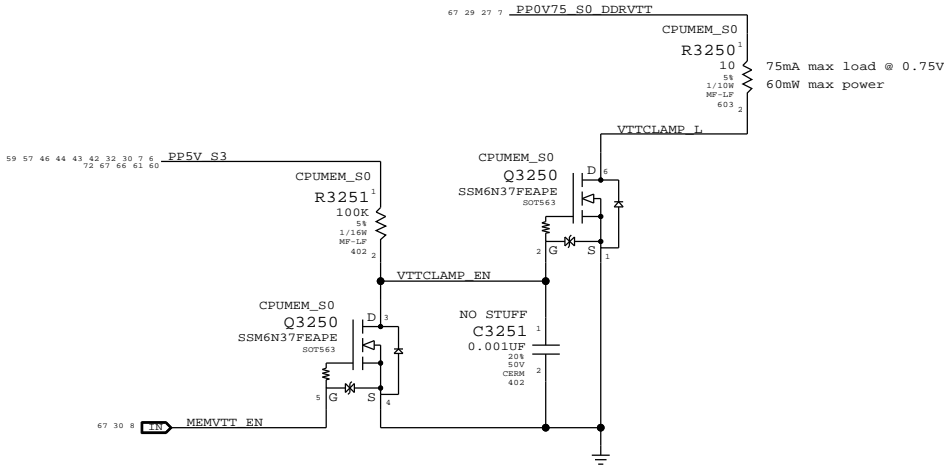 67 29 27 7 PP0V75_S0_DDRVTT
CPUMEM_S0
R3250 1
10
5%
1/10W
MF-LF
603
2
75mA max load @ 0.75V
60mW max power
VTTCLAMP_L
59 57 46 44 43 42 32 30 7 6 PP5V_S3
72 67 66 61 60
CPUMEM_S0
R3251 1
100K
5%
1/16W
MF-LF
402
2
CPUMEM_S0
Q3250
SSM6N37FEAPE
SOT563
D 6
2 G S 1
VTTCLAMP_EN
CPUMEM_S0
Q3250
SSM6N37FEAPE
SOT563
D 3
5 G S 4
NO STUFF
C3251 1
0.001UF
20%
50V
CERM
402
2
67 30 8 IN MEMVTT_EN